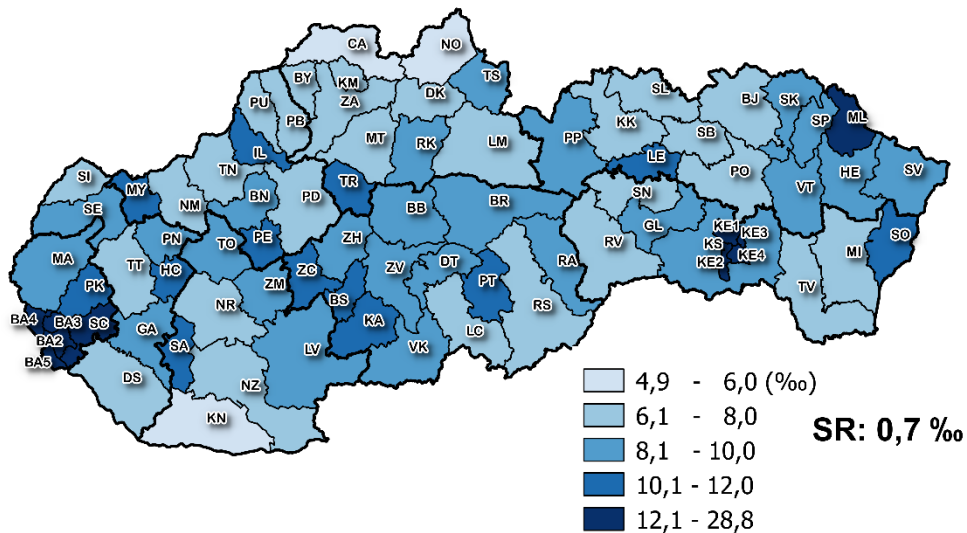 CA
NO
TS
BY
KM
ZA
DK
PU
PB
SL
BJ
SK
SP
ML
MT
RK
LM
PP
KK
SB
IL
LE
SI
TN
MY
NM
BN
PD
TR
PO
VT
HE
SV
SE
BB
BR
SN
MA
PN
TO
PE
ZH
RV
GL
KE1
KE3
KS
KE2
KE4
SO
TT
HC
ZC
ZV
DT
RA
MI
PK
ZM
PT
TV
NR
BS
KA
RS
BA4
BA3
SC
BA2
BA5
GA
SA
LV
VK
LC
DS
NZ
KN
4,9 - 6,0 (‰)
6,1 - 8,0
8,1 - 10,0
10,1 - 12,0
12,1 - 28,8
SR: 0,7 ‰